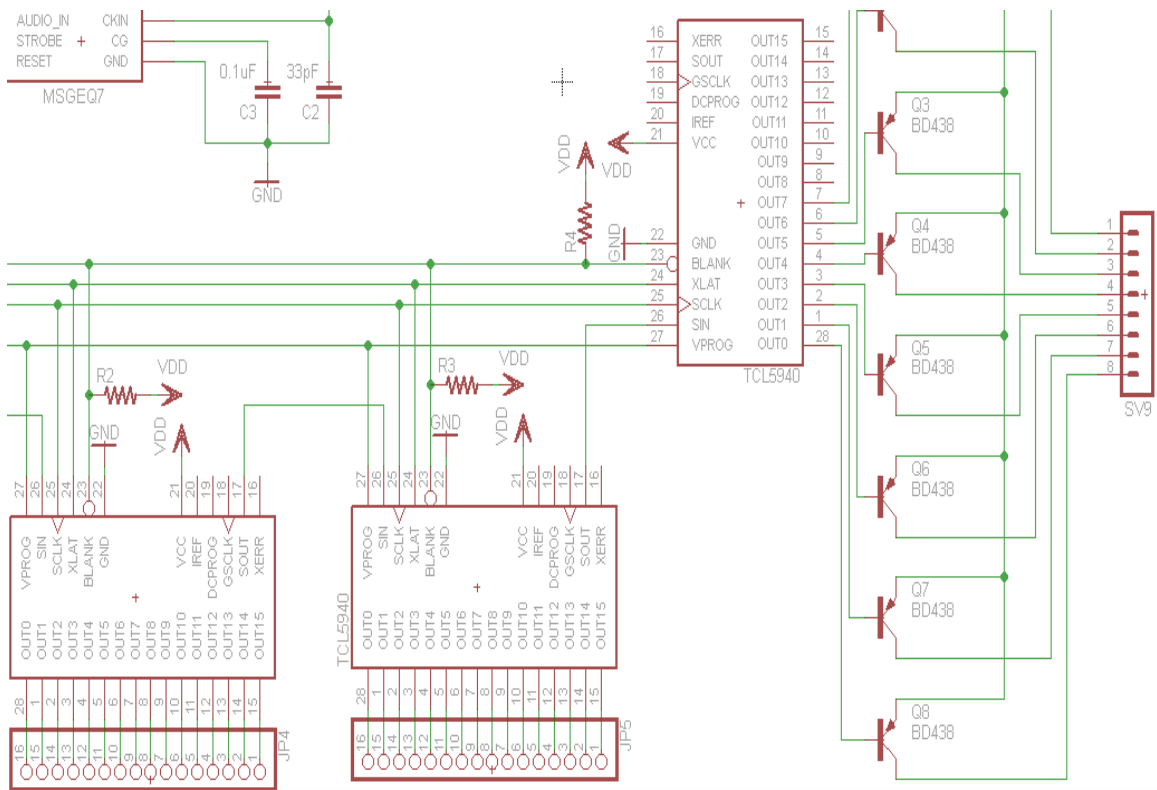 AUDIO_IN CKIN
STROBE CG
RESET GND
MSGEQ7
0.1uF
C3
33pF
C2
GND
16 XERR OUT15 15
17 SOUT OUT14 14
18 GSCLK OUT13 13
19 DCPROG OUT12 12
20 IREF OUT11 11
21 VCC OUT10 10
OUT9 9
OUT8 8
OUT7 7
OUT6 6
22 GND OUT5 5
23 BLANK OUT4 4
24 XLAT OUT3 3
25 SCLK OUT2 2
26 SIN OUT1 1
27 VPROG OUT0 28
TCL5940
VDD
VDD
R4
GND
Q3
BD438
Q4
BD438
Q5
BD438
Q6
BD438
Q7
BD438
Q8
BD438
1
2
3
4
5
6
7
8
SV9
R2
VDD
GND
VDD
27 26 25 24 23 22 21 20 19 18 17 16
VPROG SIN SCLK XLAT BLANK GND VCC IREF DCPROG GSCLK SOUT XERR
OUT0 OUT1 OUT2 OUT3 OUT4 OUT5 OUT6 OUT7 OUT8 OUT9 OUT10 OUT11 OUT12 OUT13 OUT14 OUT15
28 1 2 3 4 5 6 7 8 9 10 11 12 13 14 15
16 15 14 13 12 11 10 9 8 7 6 5 4 3 2 1
JP4
R3
VDD
GND
VDD
27 26 25 24 23 22 21 20 19 18 17 16
VPROG SIN SCLK XLAT BLANK GND VCC IREF DCPROG GSCLK SOUT XERR
TCL5940
OUT0 OUT1 OUT2 OUT3 OUT4 OUT5 OUT6 OUT7 OUT8 OUT9 OUT10 OUT11 OUT12 OUT13 OUT14 OUT15
28 1 2 3 4 5 6 7 8 9 10 11 12 13 14 15
16 15 14 13 12 11 10 9 8 7 6 5 4 3 2 1
JP5